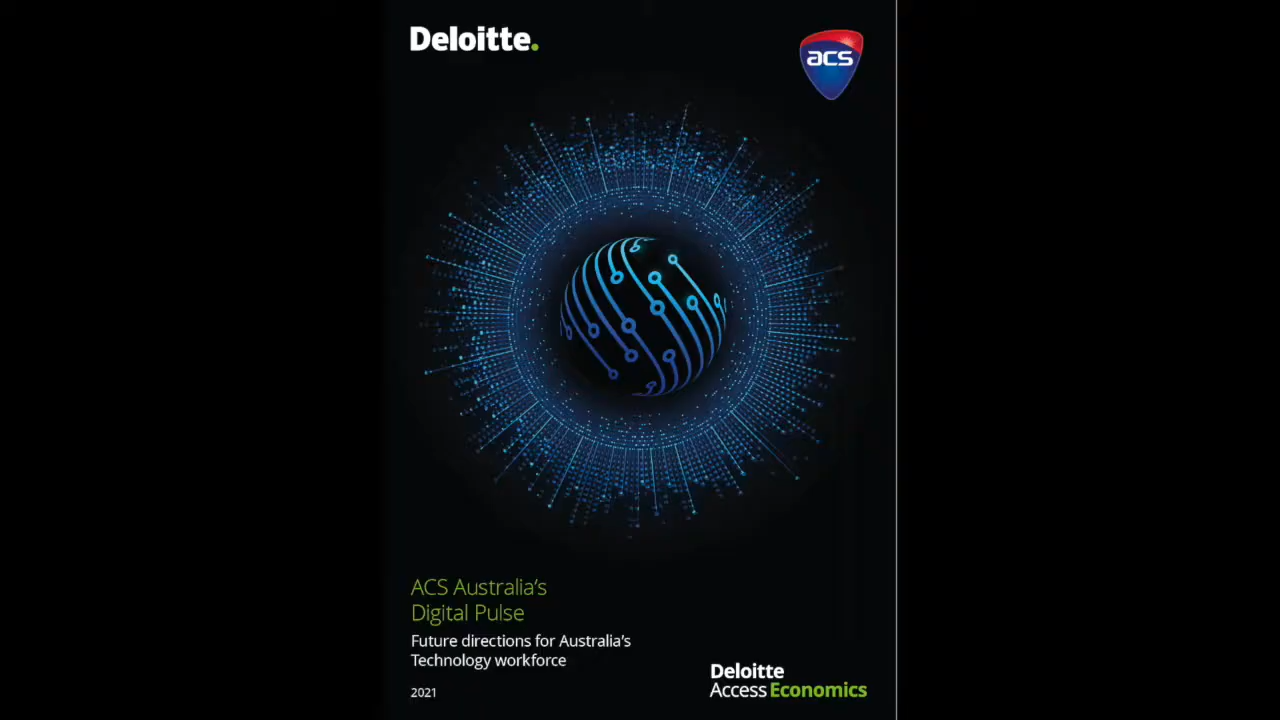 Deloitte.
acs
ACS Australia's
Digital Pulse
Future directions for Australia's
Technology workforce
2021
Deloitte
Access Economics